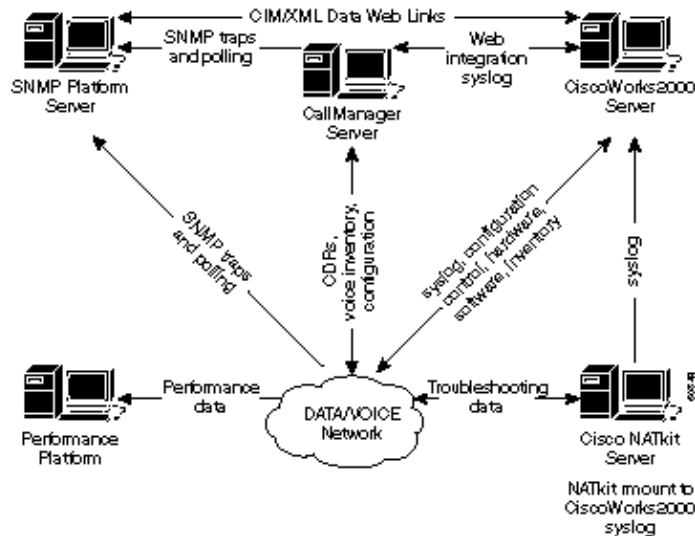 CIM/XML Data Web Links
SNMP traps
and polling
Web
integration
syslog
SNMP Platform
Server
CallManager
Server
CiscoWorks2000
Server
SNMP traps
and polling
CDRs,
voice inventory,
configuration
syslog, configuration
control, hardware,
software, inventory
syslog
Performance
data
Troubleshooting
data
DATA/VOICE
Network
Performance
Platform
Cisco NATkit
Server
NATkit mount to
CiscoWorks2000
syslog